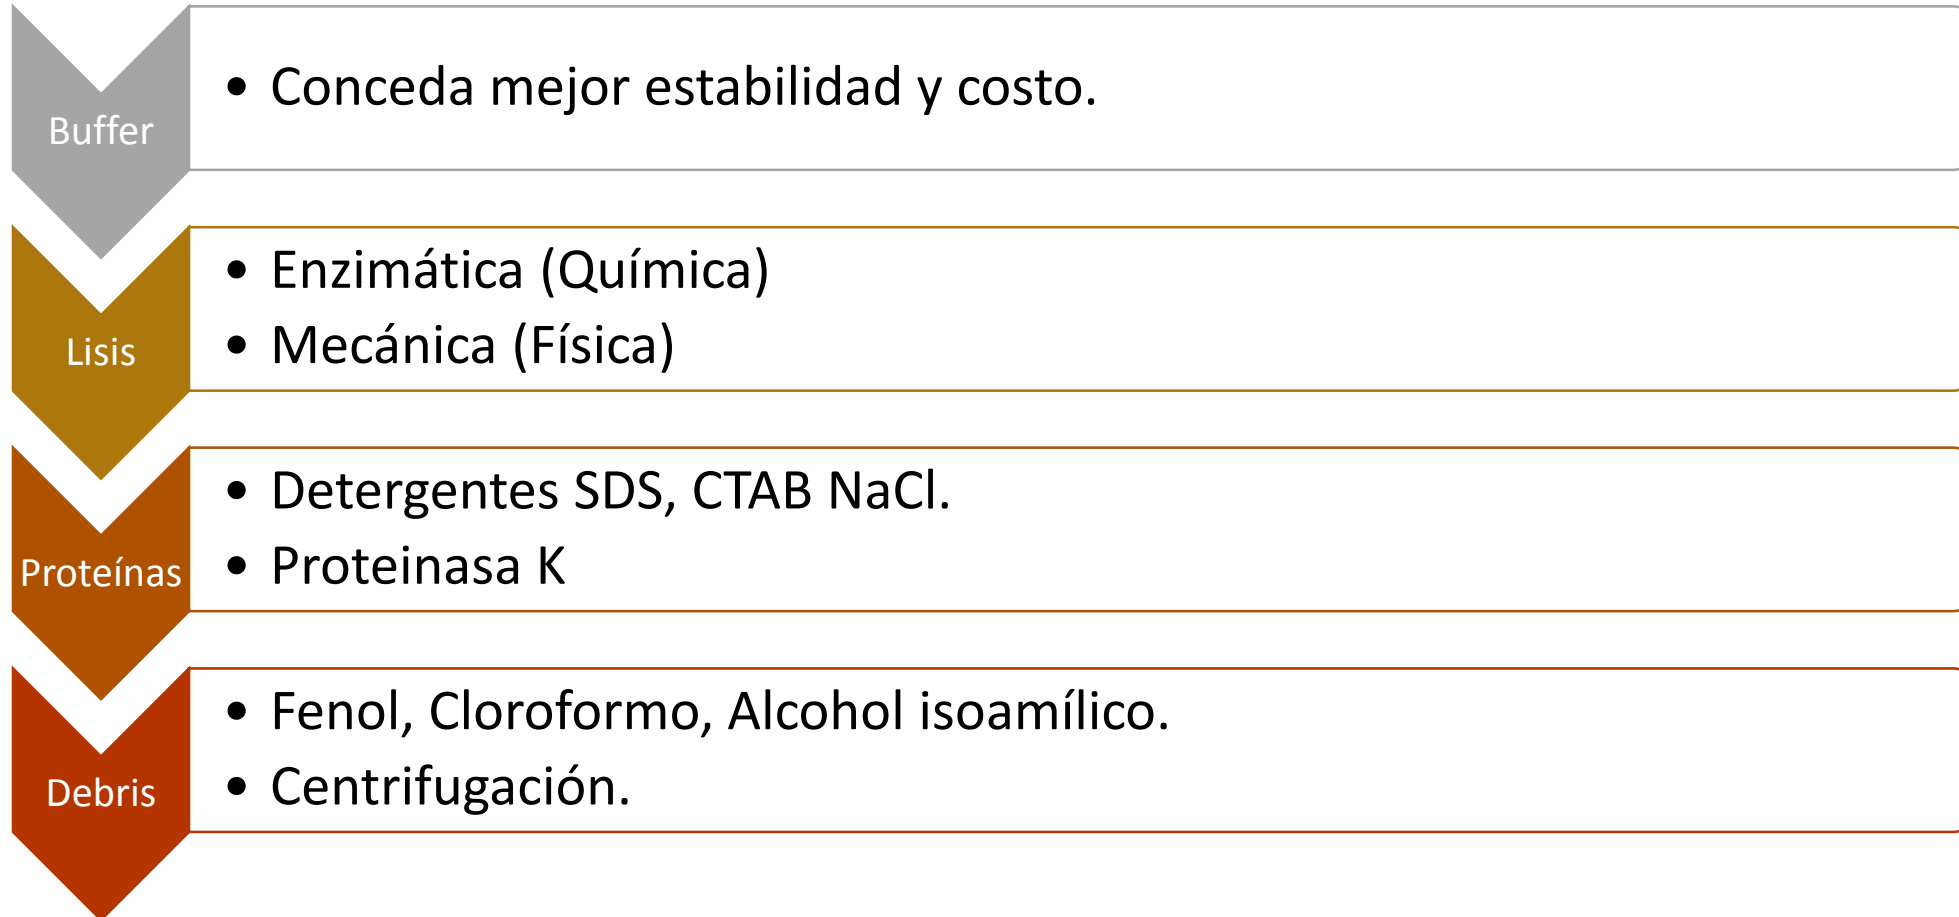 Buffer
• Conceda mejor estabilidad y costo.
Lisis
• Enzimática (Química)
• Mecánica (Física)
Proteínas
• Detergentes SDS, CTAB NaCl.
• Proteinasa K
Debris
• Fenol, Cloroformo, Alcohol isoamílico.
• Centrifugación.